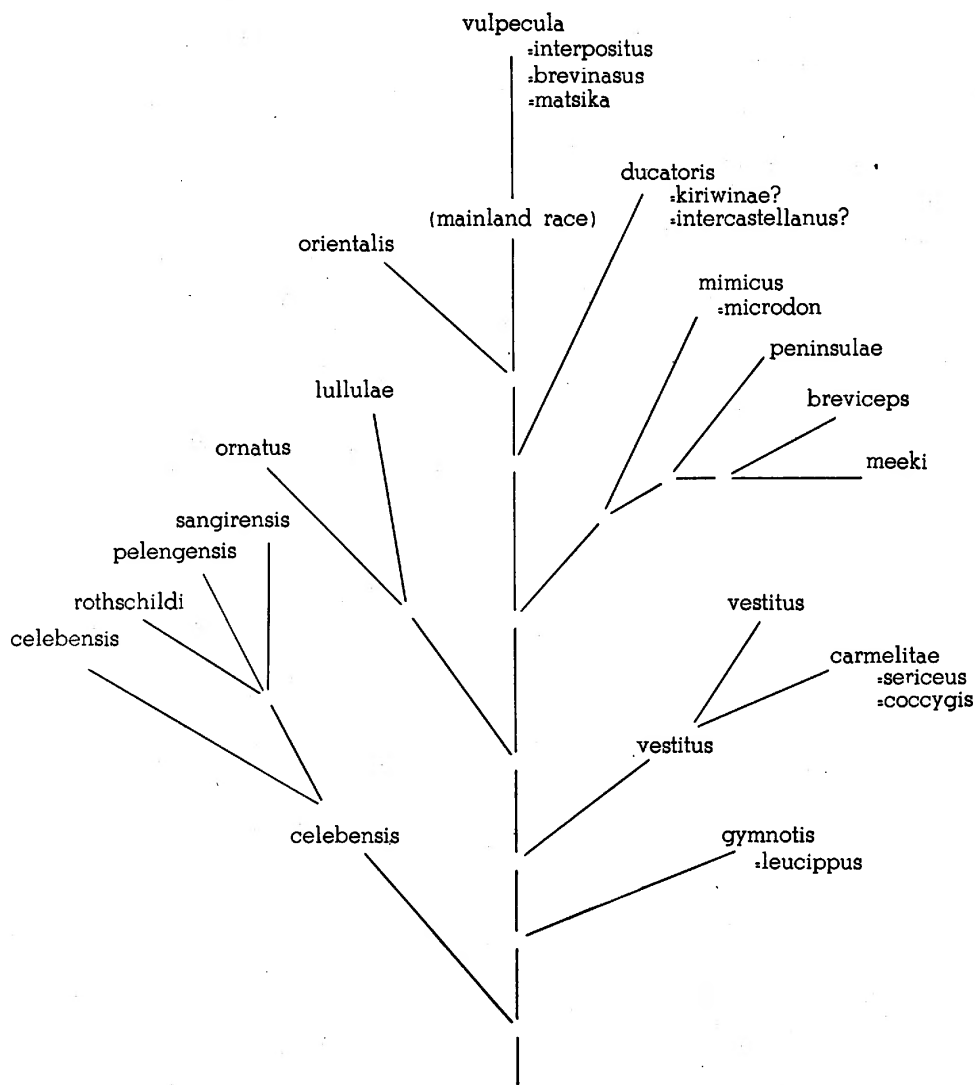 vulpecula
=interpositus
=brevinasus
=matsika
ducatoris
=kiriwinae?
=intercastellanus?
(mainland race)
orientalis
mimicus
=microdon
peninsulae
lullulae
breviceps
ornatus
meeki
sangirensis
pelengensis
rothschildi
celebensis
vestitus
carmelitae
=sericeus
=coccygis
vestitus
celebensis
gymnotis
=leucippus